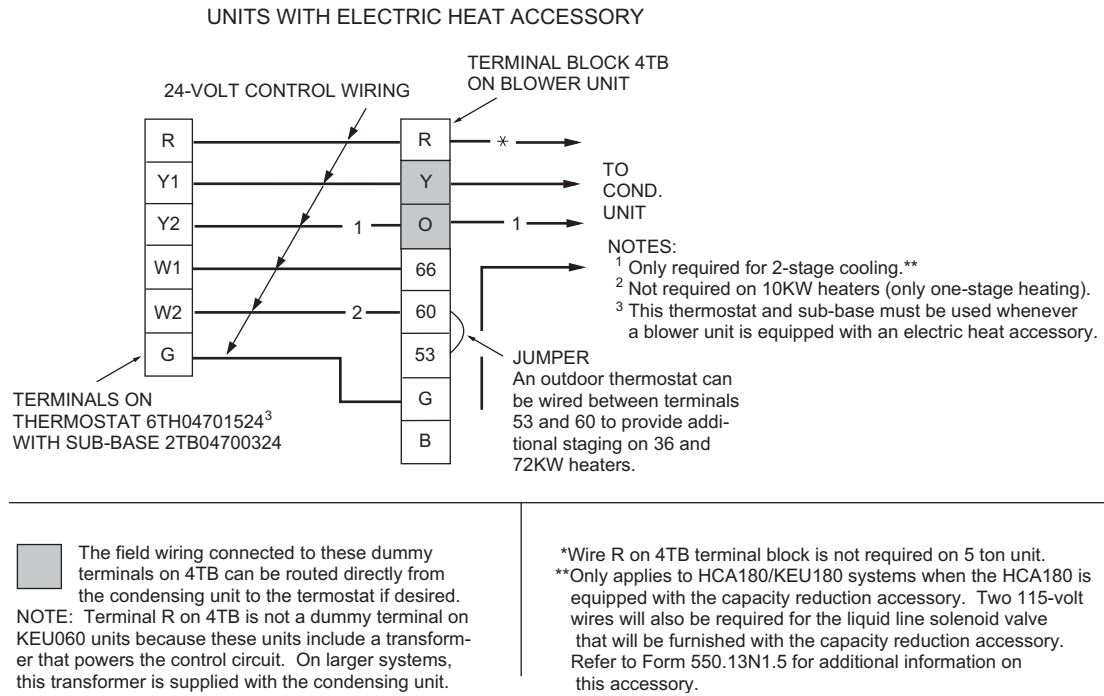 UNITS WITH ELECTRIC HEAT ACCESSORY
TERMINAL BLOCK 4TB
ON BLOWER UNIT
24-VOLT CONTROL WIRING
R
R
*
Y1
Y
TO
COND.
UNIT
Y2
1
O
1
W1
66
W2
2
60
G
53
G
B
NOTES:
1 Only required for 2-stage cooling.**
2 Not required on 10KW heaters (only one-stage heating).
3 This thermostat and sub-base must be used whenever
a blower unit is equipped with an electric heat accessory.
JUMPER
An outdoor thermostat can
be wired between terminals
53 and 60 to provide addi-
tional staging on 36 and
72KW heaters.
TERMINALS ON
THERMOSTAT 6TH04701524³
WITH SUB-BASE 2TB04700324
The field wiring connected to these dummy
terminals on 4TB can be routed directly from
the condensing unit to the termostat if desired.
NOTE: Terminal R on 4TB is not a dummy terminal on
KEU060 units because these units include a transform-
er that powers the control circuit. On larger systems,
this transformer is supplied with the condensing unit.
*Wire R on 4TB terminal block is not required on 5 ton unit.
**Only applies to HCA180/KEU180 systems when the HCA180 is
equipped with the capacity reduction accessory. Two 115-volt
wires will also be required for the liquid line solenoid valve
that will be furnished with the capacity reduction accessory.
Refer to Form 550.13N1.5 for additional information on
this accessory.